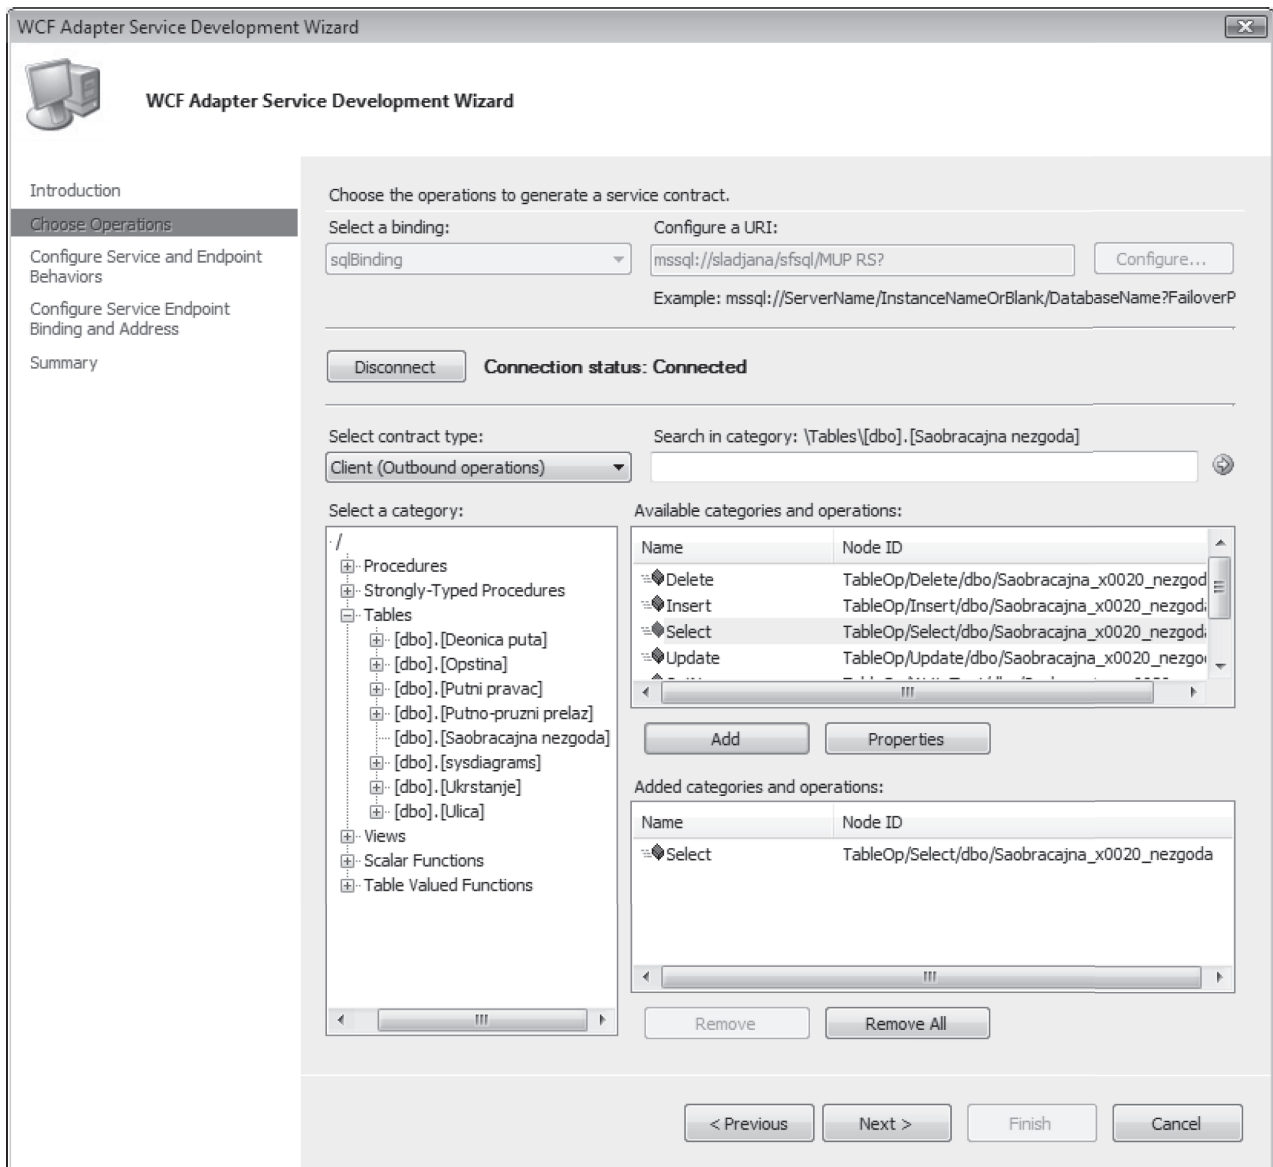 WCF Adapter Service Development Wizard
WCF Adapter Service Development Wizard
Introduction
Choose Operations
Configure Service and Endpoint
Behaviors
Configure Service Endpoint
Binding and Address
Summary
Choose the operations to generate a service contract.
Select a binding:
Configure a URI:
sqlBinding
mssql://sladjana/sfsql/MUP RS?
Configure...
Example: mssql://ServerName/InstanceNameOrBlank/DatabaseName?FailoverP
Disconnect
Connection status: Connected
Select contract type:
Search in category: \Tables\[dbo].[Saobracajna nezgoda]
Client (Outbound operations)
Select a category:
/
Procedures
Strongly-Typed Procedures
Tables
[dbo].[Deonica puta]
[dbo].[Opstina]
[dbo].[Putni pravac]
[dbo].[Putno-pruzni prelaz]
[dbo].[Saobracajna nezgoda]
[dbo].[sysdiagrams]
[dbo].[Ukrstanje]
[dbo].[Ulica]
Views
Scalar Functions
Table Valued Functions
Available categories and operations:
Name Node ID
Delete TableOp/Delete/dbo/Saobracajna_x0020_nezgod
Insert TableOp/Insert/dbo/Saobracajna_x0020_nezgod
Select TableOp/Select/dbo/Saobracajna_x0020_nezgod
Update TableOp/Update/dbo/Saobracajna_x0020_nezgo
Add
Properties
Added categories and operations:
Name Node ID
Select TableOp/Select/dbo/Saobracajna_x0020_nezgoda
Remove
Remove All
< Previous
Next >
Finish
Cancel